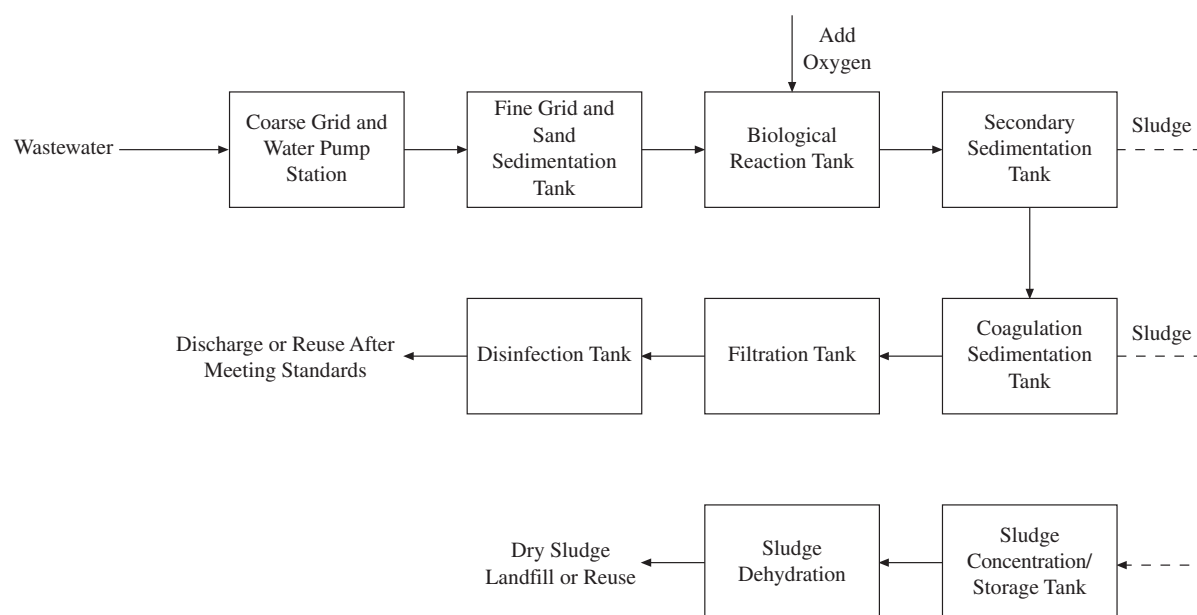 Add
Oxygen
Wastewater
Coarse Grid and
Water Pump
Station
Fine Grid and
Sand
Sedimentation
Tank
Biological
Reaction Tank
Secondary
Sedimentation
Tank
Sludge
Discharge or Reuse After
Meeting Standards
Disinfection Tank
Filtration Tank
Coagulation
Sedimentation
Tank
Sludge
Dry Sludge
Landfill or Reuse
Sludge
Dehydration
Sludge
Concentration/
Storage Tank